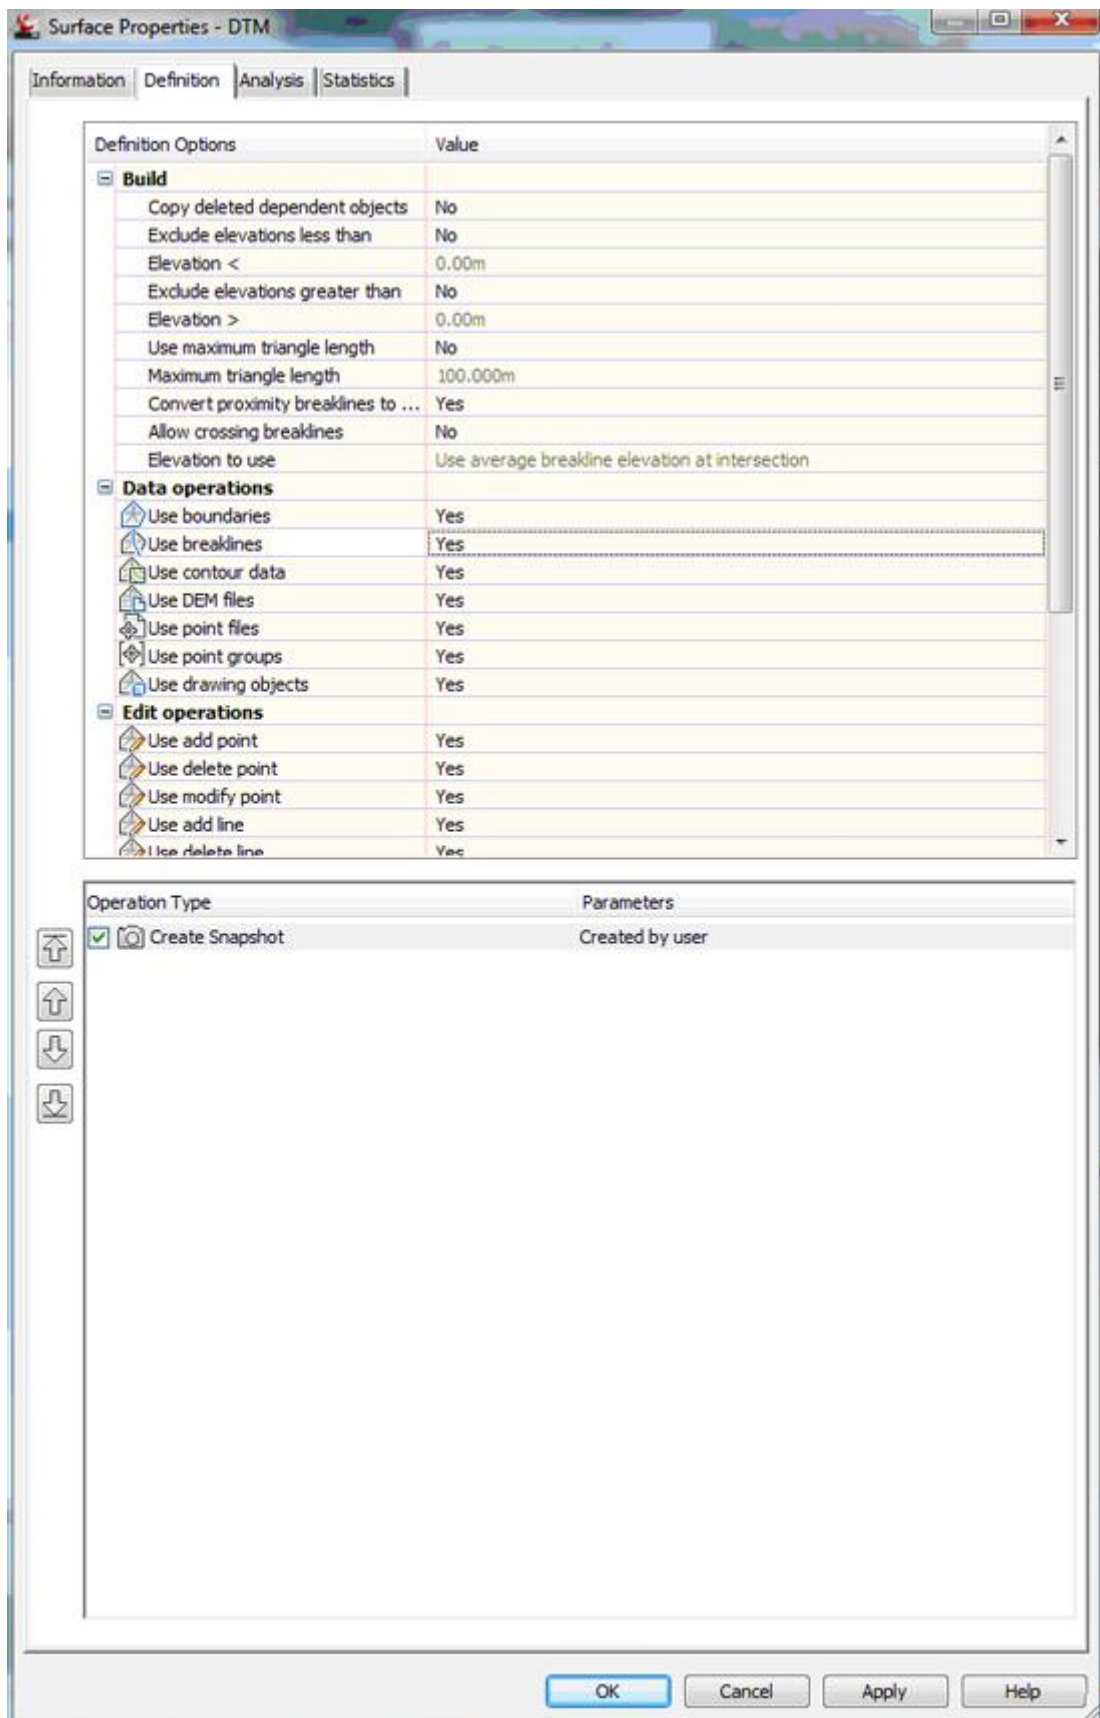 Surface Properties - DTM
Information Definition Analysis Statistics
Definition Options Value
Build
Copy deleted dependent objects No
Exclude elevations less than No
Elevation < 0.00m
Exclude elevations greater than No
Elevation > 0.00m
Use maximum triangle length No
Maximum triangle length 100.000m
Convert proximity breaklines to ... Yes
Allow crossing breaklines No
Elevation to use Use average breakline elevation at intersection
Data operations
Use boundaries Yes
Use breaklines Yes
Use contour data Yes
Use DEM files Yes
Use point files Yes
Use point groups Yes
Use drawing objects Yes
Edit operations
Use add point Yes
Use delete point Yes
Use modify point Yes
Use add line Yes
Use delete line Yes
Operation Type Parameters
Create Snapshot Created by user
OK Cancel Apply Help